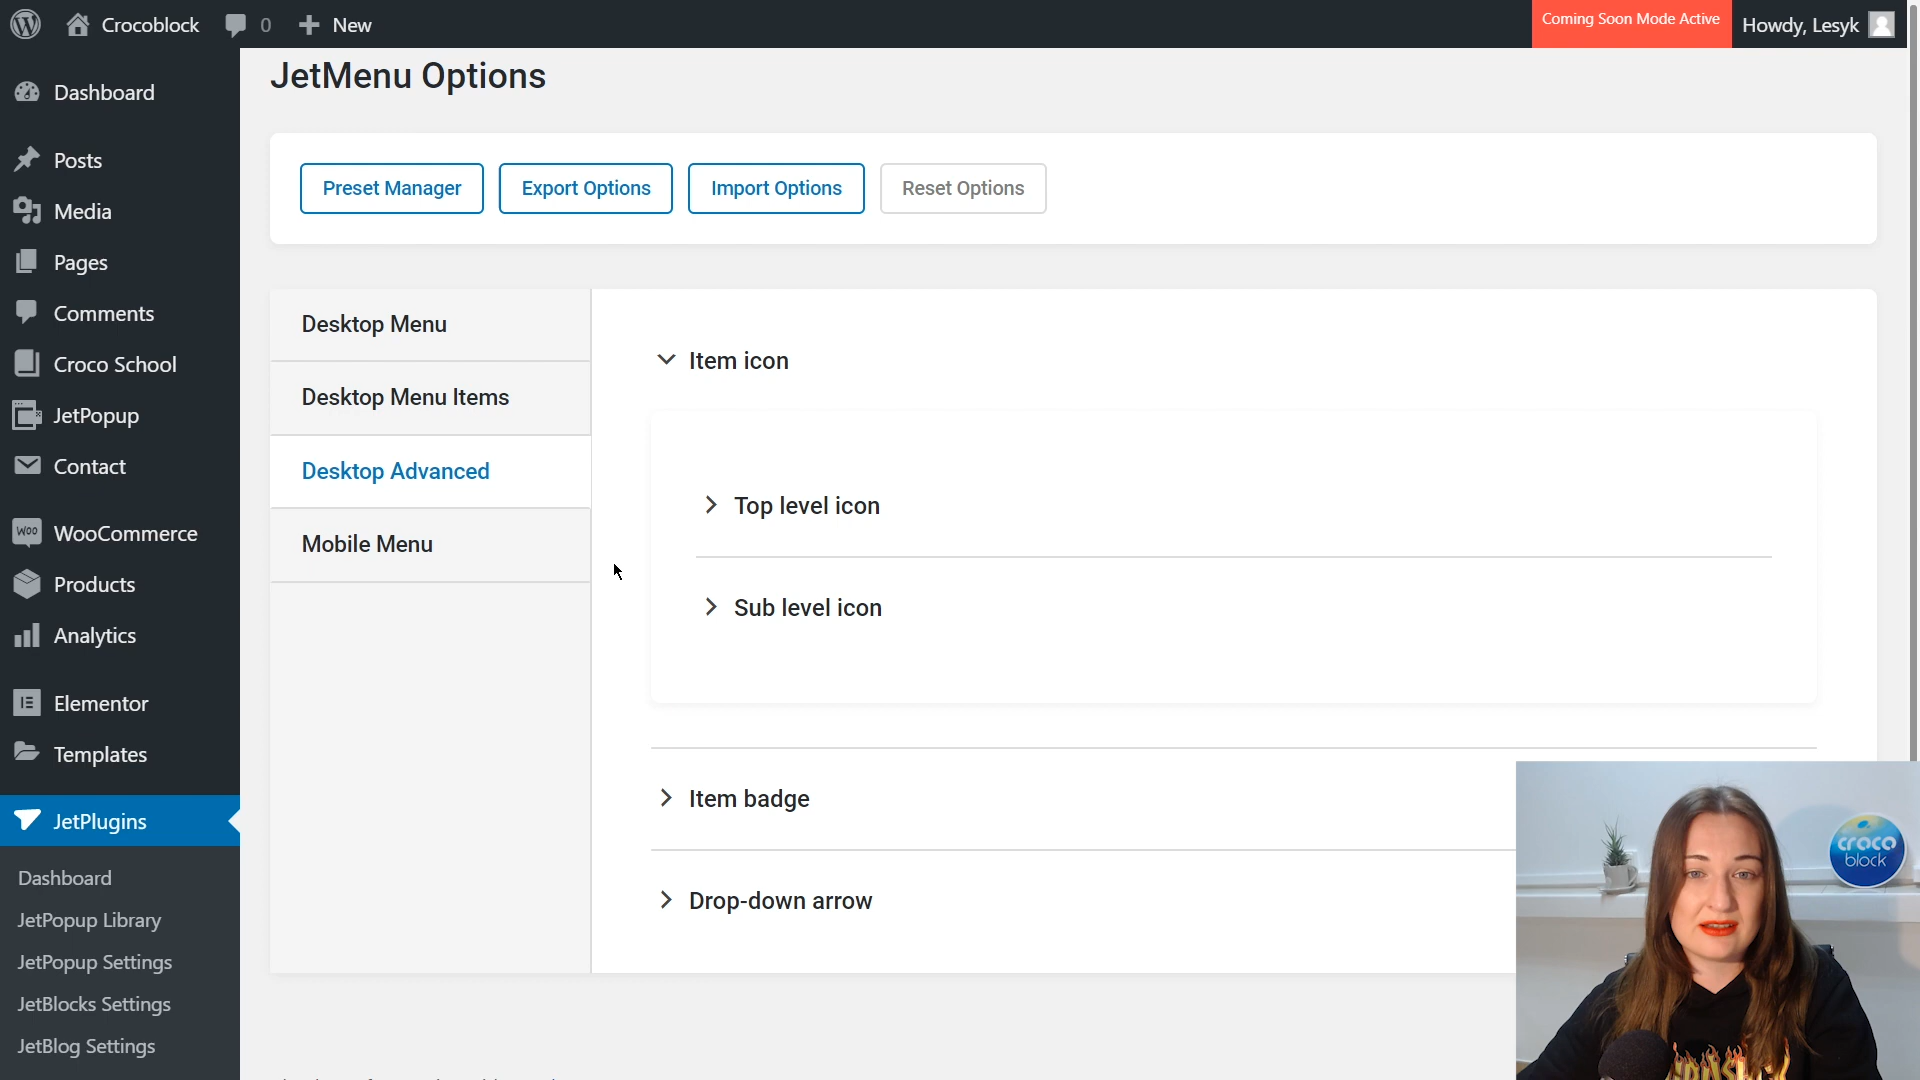 Crocoblock
0
New
Coming Soon Mode Active
Howdy, Lesyk
JetMenu Options
Dashboard
Posts
Media
Pages
Comments
Croco School
JetPopup
Contact
Woo
WooCommerce
Products
Analytics
Elementor
Templates
JetPlugins
Dashboard
JetPopup Library
JetPopup Settings
JetBlocks Settings
JetBlog Settings
Preset Manager
Export Options
Import Options
Reset Options
Desktop Menu
Desktop Menu Items
Desktop Advanced
Mobile Menu
Item icon
Top level icon
Sub level icon
Item badge
Drop-down arrow
croco
block